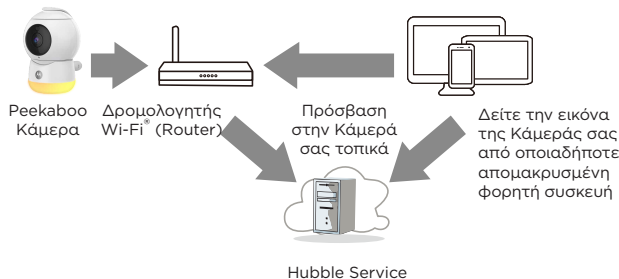 Peekaboo
Κάμερα
Δρομολογητής
Wi-Fi® (Router)
Πρόσβαση
στην Κάμερά
σας τοπικά
Δείτε την εικόνα
της Κάμεράς σας
από οποιαδήποτε
απομακρυσμένη
φορητή συσκευή
Hubble Service